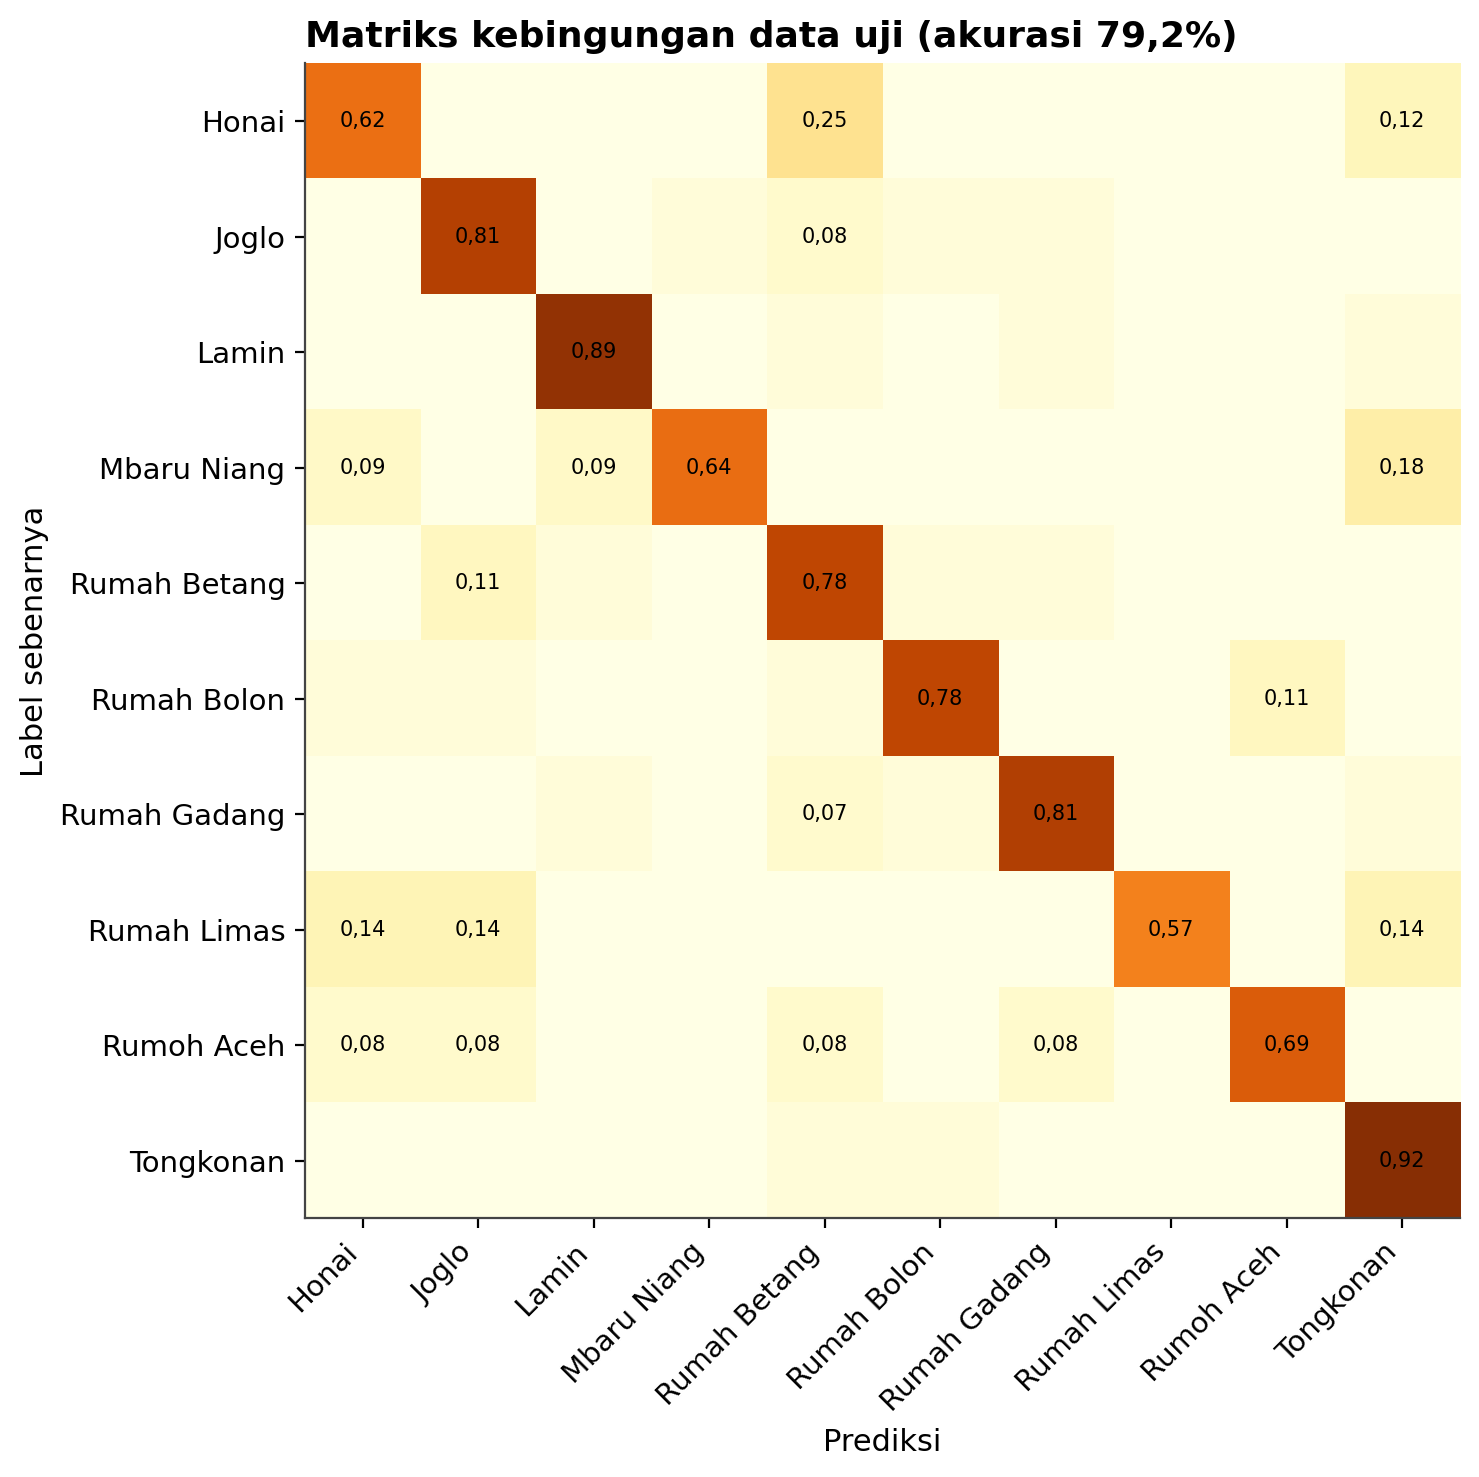 Matriks kebingungan data uji (akurasi 79,2%)
Label sebenarnya
Honai 0,62 0,25 0,12
Joglo 0,81 0,08
Lamin 0,89
Mbaru Niang 0,09 0,09 0,64 0,18
Rumah Betang 0,11 0,78
Rumah Bolon 0,78 0,11
Rumah Gadang 0,07 0,81
Rumah Limas 0,14 0,14 0,57 0,14
Rumoh Aceh 0,08 0,08 0,08 0,08 0,69
Tongkonan 0,92
Honai Joglo Lamin Mbaru Niang Rumah Betang Rumah Bolon Rumah Gadang Rumah Limas Rumoh Aceh Tongkonan
Prediksi